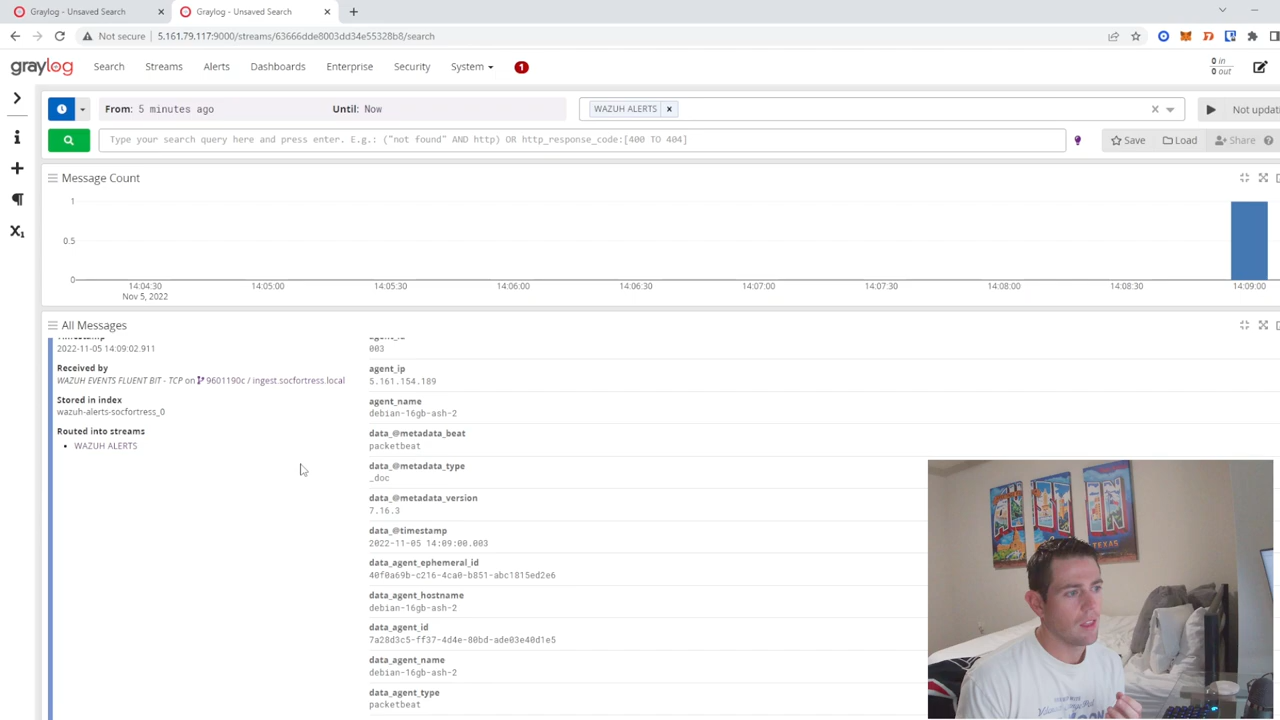 Graylog - Unsaved Search
Graylog - Unsaved Search
Not secure
5.161.79.117:9000/streams/63666dde8003dd34e55328b8/search
graylog
Search
Streams
Alerts
Dashboards
Enterprise
Security
System
1
0 in
0 out
From: 5 minutes ago
Until: Now
WAZUH ALERTS
Not updati
Type your search query here and press enter. E.g.: ("not found" AND http) OR http_response_code:[400 TO 404]
Save
Load
Share
Message Count
1
0.5
0
14:04:30
14:05:00
14:05:30
14:06:00
14:06:30
14:07:00
14:07:30
14:08:00
14:08:30
14:09:00
Nov 5, 2022
All Messages
Timestamp
2022-11-05 14:09:02.911
Received by
WAZUH EVENTS FLUENT BIT - TCP on 9601190c / ingest.socfortress.local
Stored in index
wazuh-alerts-socfortress_0
Routed into streams
WAZUH ALERTS
agent_id
003
agent_ip
5.161.154.189
agent_name
debian-16gb-ash-2
data_@metadata_beat
packetbeat
data_@metadata_type
_doc
data_@metadata_version
7.16.3
data_@timestamp
2022-11-05 14:09:00.003
data_agent_ephemeral_id
40f0a69b-c216-4ca0-b851-abc1815ed2e6
data_agent_hostname
debian-16gb-ash-2
data_agent_id
7a28d3c5-ff37-4d4e-80bd-ade03e40d1e5
data_agent_name
debian-16gb-ash-2
data_agent_type
packetbeat
TEXAS